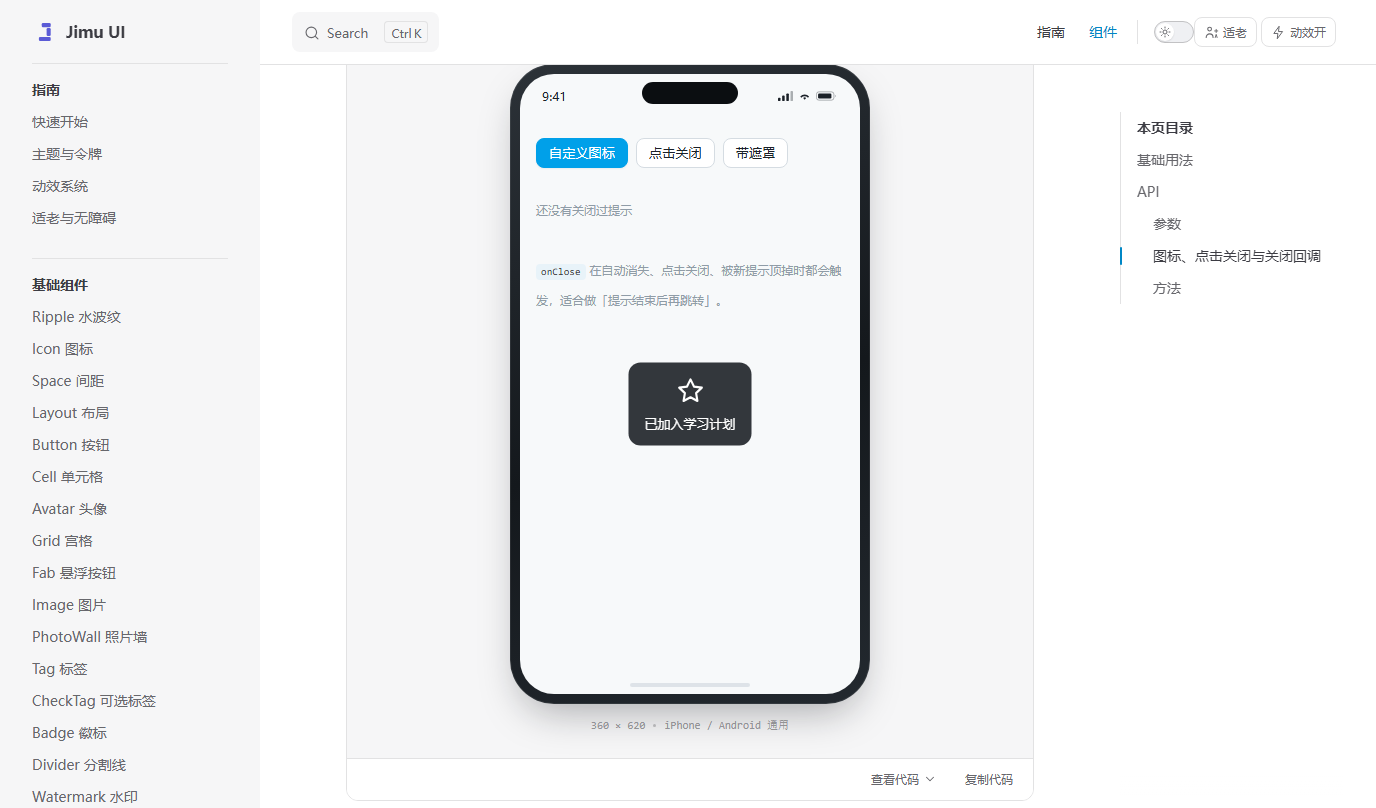 Jimu UI
Search
Ctrl K
指南
组件
适老
动效开
指南
快速开始
主题与令牌
动效系统
适老与无障碍
基础组件
Ripple 水波纹
Icon 图标
Space 间距
Layout 布局
Button 按钮
Cell 单元格
Avatar 头像
Grid 宫格
Fab 悬浮按钮
Image 图片
PhotoWall 照片墙
Tag 标签
CheckTag 可选标签
Badge 徽标
Divider 分割线
Watermark 水印
9:41
自定义图标
点击关闭
带遮罩
还没有关闭过提示
onClose 在自动消失、点击关闭、被新提示顶掉时都会触
发，适合做「提示结束后再跳转」。
已加入学习计划
360 × 620 · iPhone / Android 通用
查看代码
复制代码
本页目录
基础用法
API
参数
图标、点击关闭与关闭回调
方法